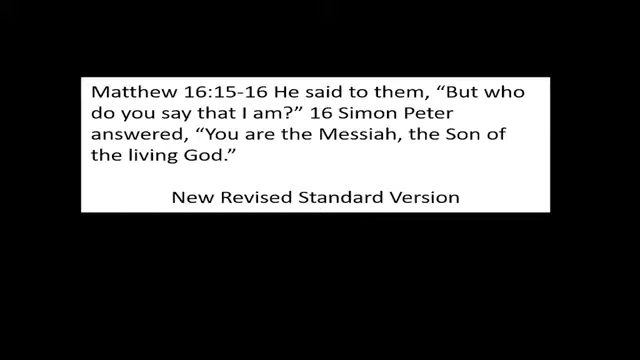 Matthew 16:15-16 He said to them, “But who
do you say that I am?” 16 Simon Peter
answered, “You are the Messiah, the Son of
the living God.”
New Revised Standard Version